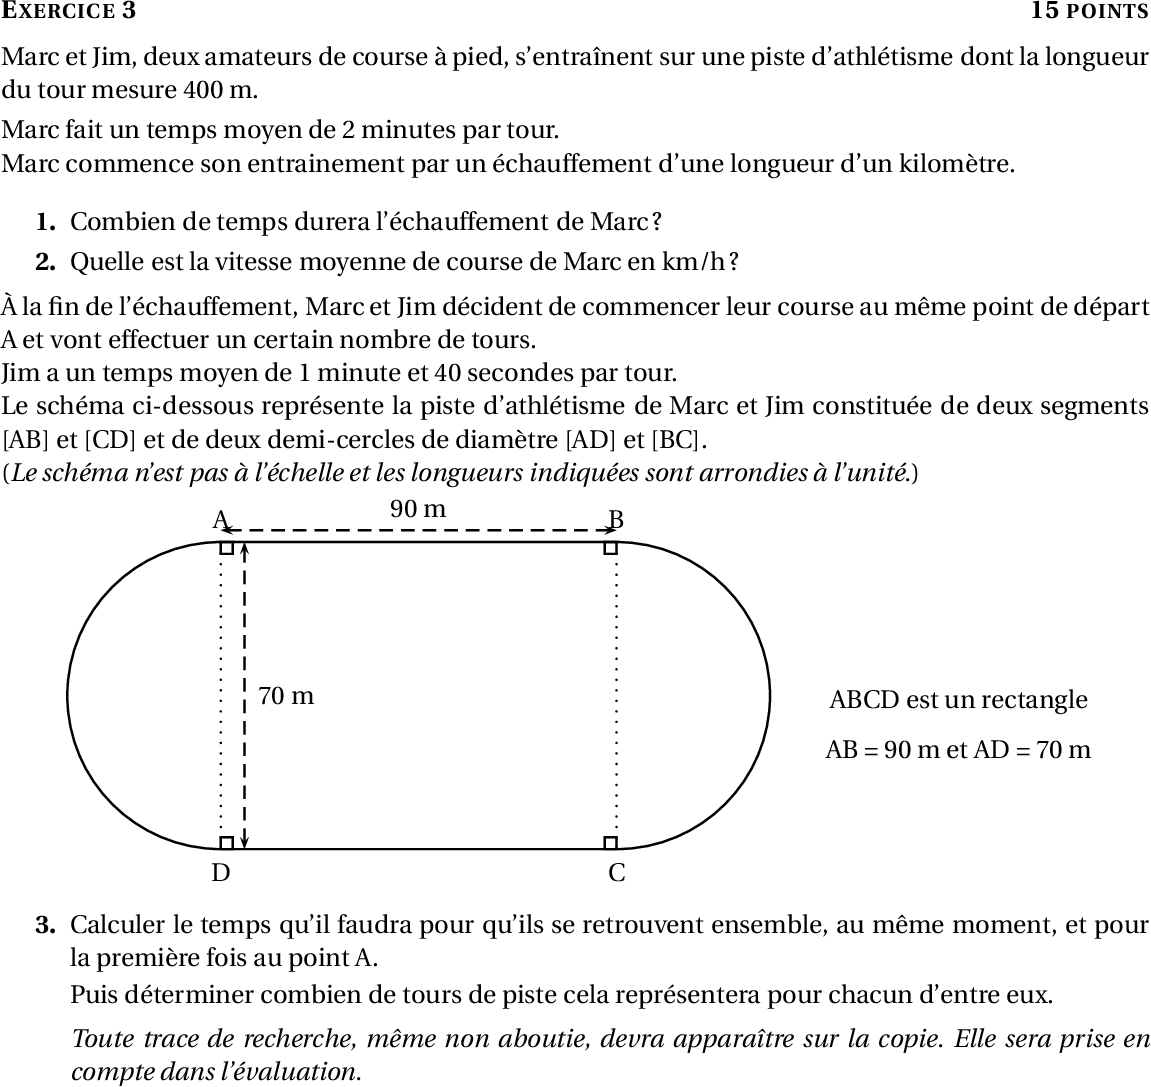 EXERCICE 3 15 POINTS
Marc et Jim, deux amateurs de course à pied, s'entraînent sur une piste d'athlétisme dont la longueur
du tour mesure 400 m.
Marc fait un temps moyen de 2 minutes par tour.
Marc commence son entrainement par un échauffement d'une longueur d'un kilomètre.
1. Combien de temps durera l'échauffement de Marc ?
2. Quelle est la vitesse moyenne de course de Marc en km/h ?
À la fin de l'échauffement, Marc et Jim décident de commencer leur course au même point de départ
A et vont effectuer un certain nombre de tours.
Jim a un temps moyen de 1 minute et 40 secondes par tour.
Le schéma ci-dessous représente la piste d'athlétisme de Marc et Jim constituée de deux segments
[AB] et [CD] et de deux demi-cercles de diamètre [AD] et [BC].
(Le schéma n'est pas à l'échelle et les longueurs indiquées sont arrondies à l'unité.)
90 m
A B
70 m
ABCD est un rectangle
AB = 90 m et AD = 70 m
D C
3. Calculer le temps qu'il faudra pour qu'ils se retrouvent ensemble, au même moment, et pour
la première fois au point A.
Puis déterminer combien de tours de piste cela représentera pour chacun d'entre eux.
Toute trace de recherche, même non aboutie, devra apparaître sur la copie. Elle sera prise en
compte dans l'évaluation.